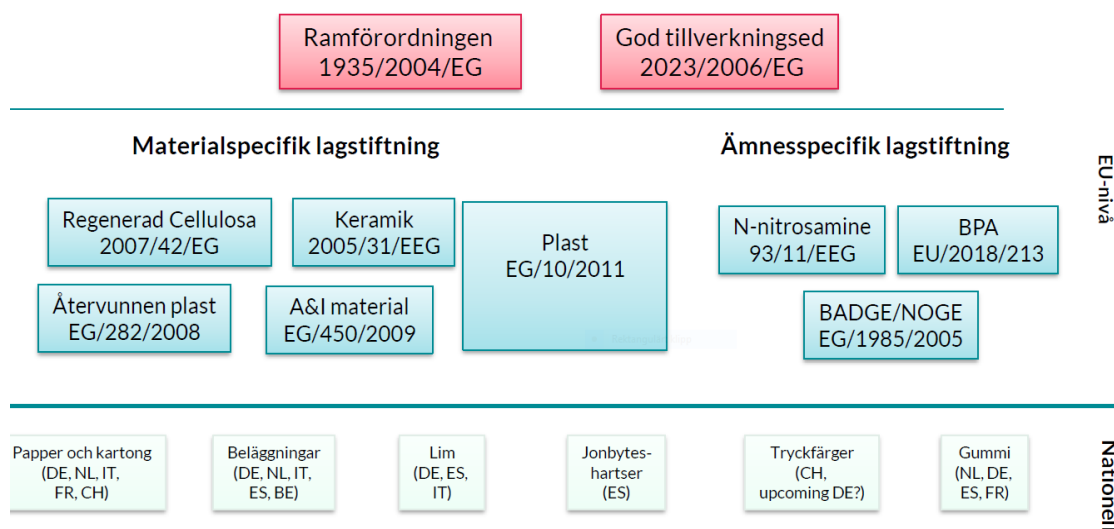 Ramförordningen
1935/2004/EG
God tillverkningsed
2023/2006/EG
Materialspecifik lagstiftning
Ämnesspecifik lagstiftning
EU-nivå
Regenerad Cellulosa
2007/42/EG
Keramik
2005/31/EEG
Plast
EG/10/2011
N-nitrosamine
93/11/EEG
BPA
EU/2018/213
Återvunnen plast
EG/282/2008
A&I material
EG/450/2009
BADGE/NOGE
EG/1985/2005
Papper och kartong
(DE, NL, IT,
FR, CH)
Beläggningar
(DE, NL, IT,
ES, BE)
Lim
(DE, ES,
IT)
Jonbytes-
hartser
(ES)
Tryckfärger
(CH,
upcoming DE?)
Gummi
(NL, DE,
ES, FR)
Nationell